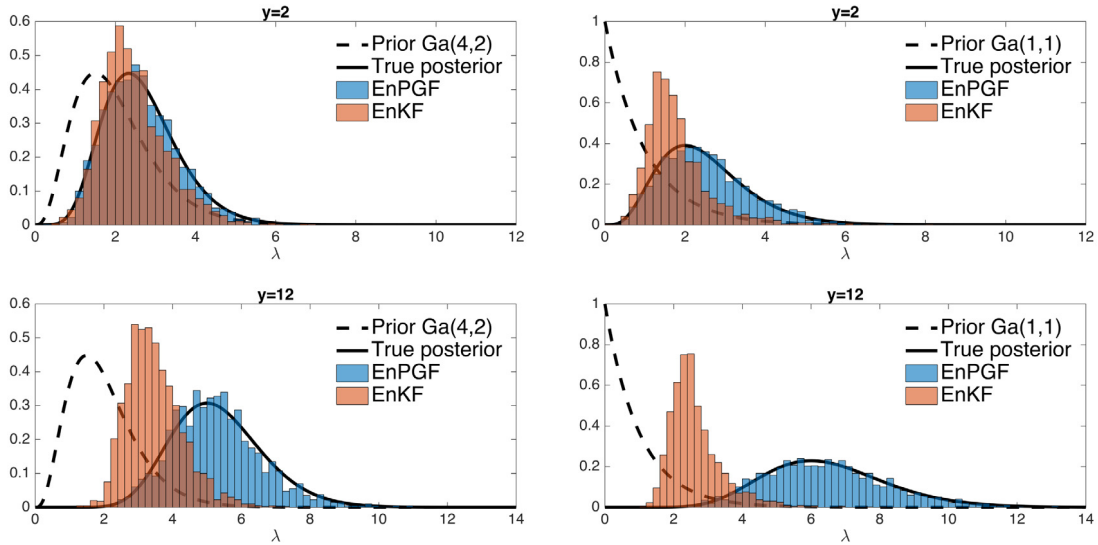 y=2
0.6
0.5
0.4
0.3
0.2
0.1
0
Prior Ga(4,2)
True posterior
EnPGF
EnKF
0 2 4 6 8 10 12
λ
y=2
1
0.8
0.6
0.4
0.2
0
Prior Ga(1,1)
True posterior
EnPGF
EnKF
0 2 4 6 8 10 12
λ
y=12
0.6
0.5
0.4
0.3
0.2
0.1
0
Prior Ga(4,2)
True posterior
EnPGF
EnKF
0 2 4 6 8 10 12 14
λ
y=12
1
0.8
0.6
0.4
0.2
0
Prior Ga(1,1)
True posterior
EnPGF
EnKF
0 2 4 6 8 10 12 14
λ